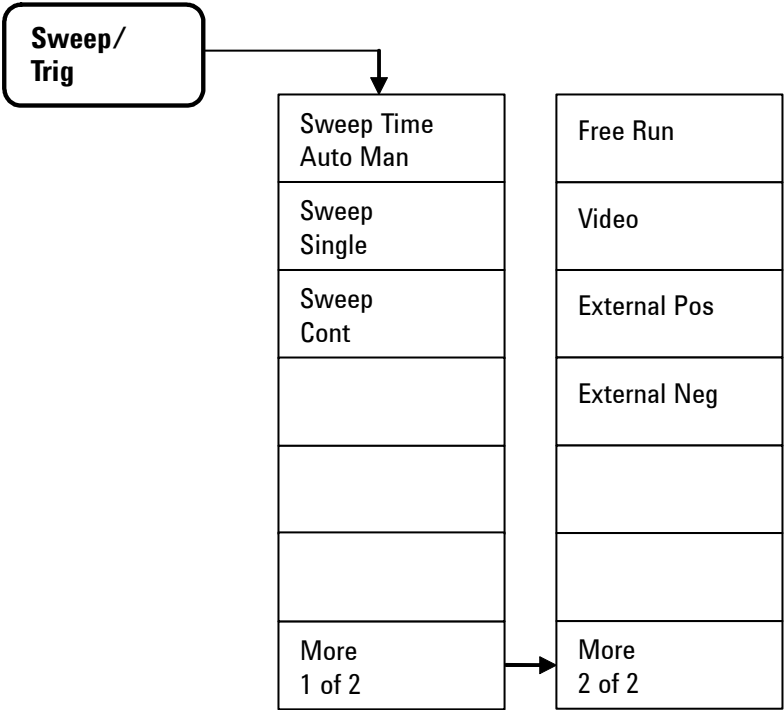 Sweep/
Trig
Sweep Time
Auto Man
Sweep
Single
Sweep
Cont
More
1 of 2
Free Run
Video
External Pos
External Neg
More
2 of 2